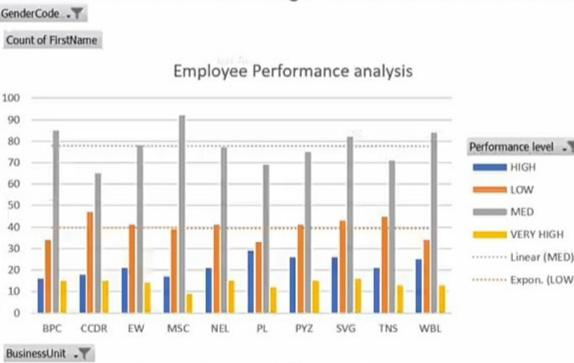 GenderCode
Count of FirstName
Employee Performance analysis
100
90
80
70
60
50
40
30
20
10
0
BPC CCDR EW MSC NEL PL PYZ SVG TNS WBL
Performance level
HIGH
LOW
MED
VERY HIGH
Linear (MED)
Expon. (LOW
BusinessUnit